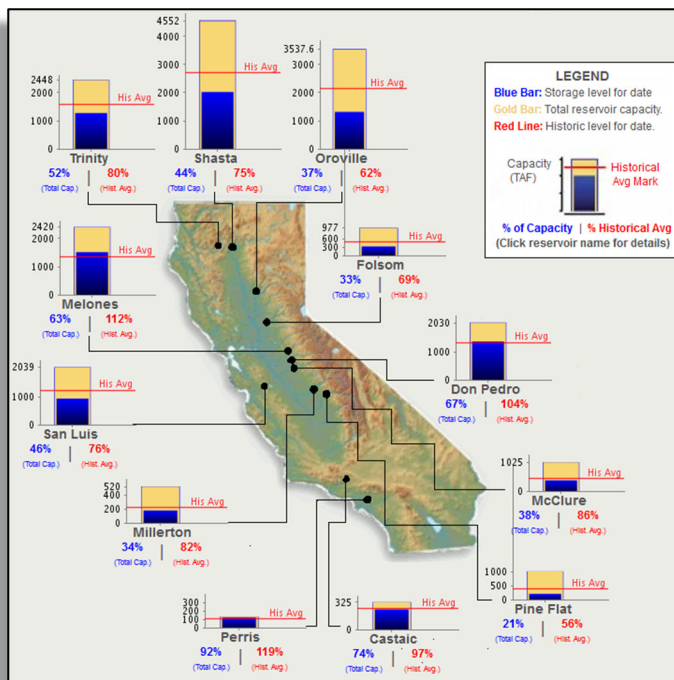 4552
4000
3000
2000
1000
0
His Avg
Shasta
44% | 75%
(Total Cap.) (Hist. Avg.)
2448
2000
1000
0
His Avg
Trinity
52% | 80%
(Total Cap.) (Hist. Avg.)
3537.6
3000
2000
1000
0
His Avg
Oroville
37% | 62%
(Total Cap.) (Hist. Avg.)
LEGEND
Blue Bar: Storage level for date
Gold Bar: Total reservoir capacity.
Red Line: Historic level for date.
Capacity
(TAF)
Historical
Avg Mark
% of Capacity | % Historical Avg
(Click reservoir name for details)
2420
2000
1000
0
His Avg
Melones
63% | 112%
(Total Cap.) (Hist. Avg.)
977
600
300
0
His Avg
Folsom
33% | 69%
(Total Cap.) (Hist. Avg.)
2030
1000
0
His Avg
Don Pedro
67% | 104%
(Total Cap.) (Hist. Avg.)
2039
1000
0
His Avg
San Luis
46% | 76%
(Total Cap.) (Hist. Avg.)
1025
0
His Avg
McClure
38% | 86%
(Total Cap.) (Hist. Avg.)
520
400
200
0
His Avg
Millerton
34% | 82%
(Total Cap.) (Hist. Avg.)
1000
500
0
His Avg
Pine Flat
21% | 56%
(Total Cap.) (Hist. Avg.)
300
200
100
0
His Avg
Perris
92% | 119%
(Total Cap.) (Hist. Avg.)
325
0
His Avg
Castaic
74% | 97%
(Total Cap.) (Hist. Avg.)